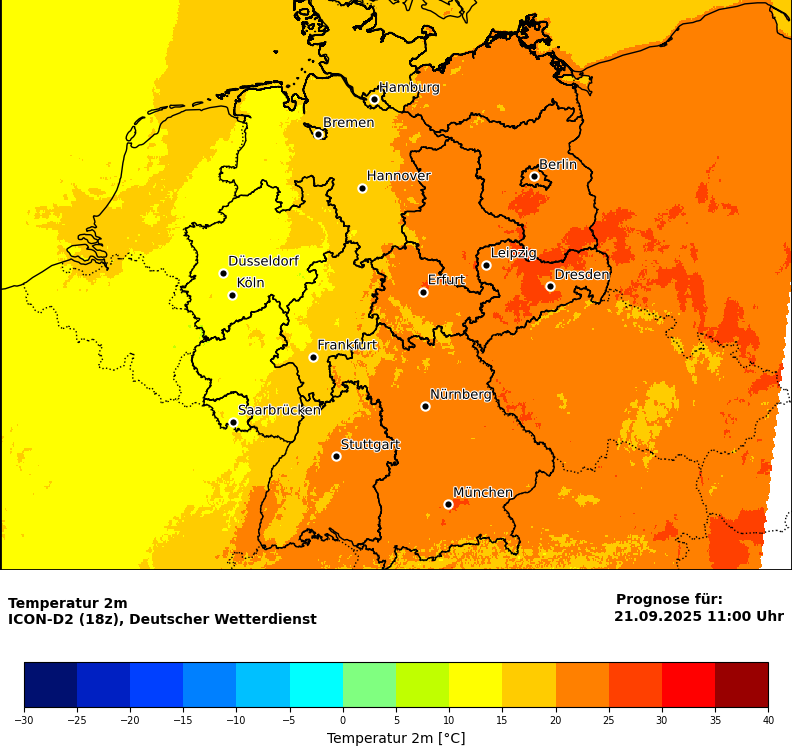 Hamburg
Bremen
Berlin
Hannover
Leipzig
Düsseldorf
Dresden
Köln
Erfurt
Frankfurt
Nürnberg
Saarbrücken
Stuttgart
München
Temperatur 2m
ICON-D2 (18z), Deutscher Wetterdienst
Prognose für:
21.09.2025 11:00 Uhr
−30 −25 −20 −15 −10 −5 0 5 10 15 20 25 30 35 40
Temperatur 2m [°C]